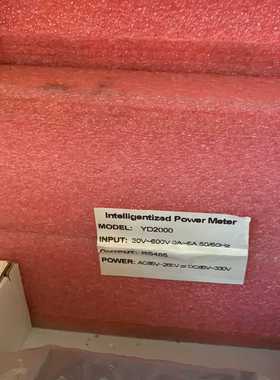 Intelligentized Power Meter
MODEL: YD2000
INPUT: 30V~600V 0A~6A 50/60Hz
RS485
POWER: AC85V~265V or DC85V~330V